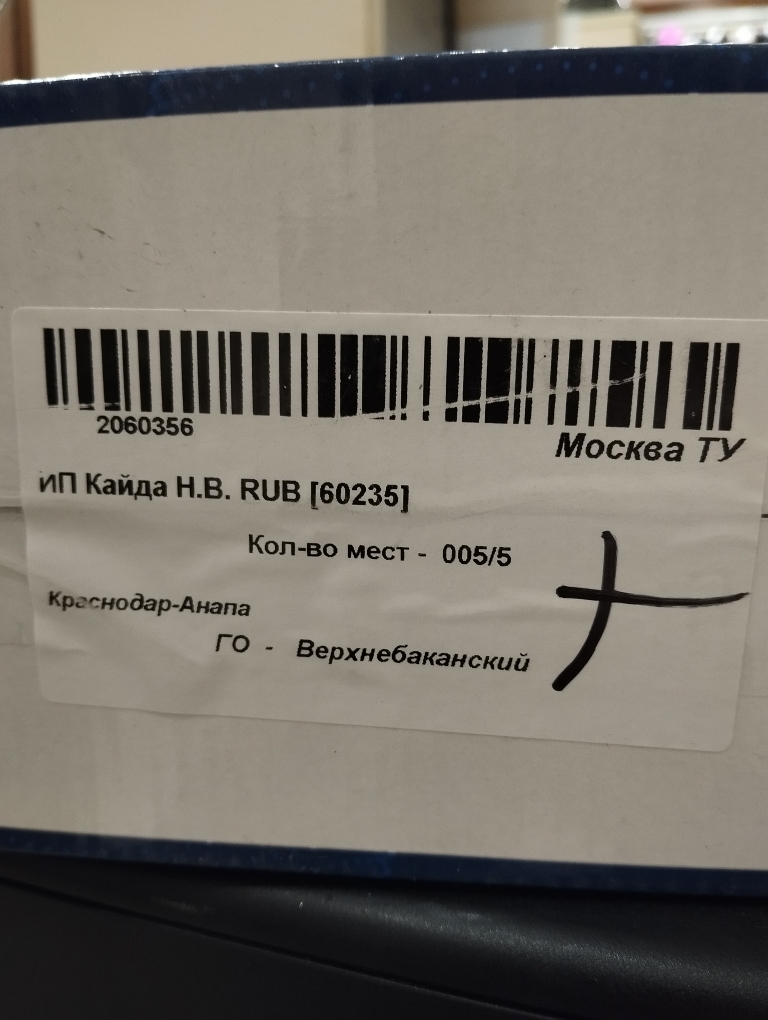 2060356
Москва ТУ
ИП Кайда Н.В. RUB [60235]
Кол-во мест - 005/5
Краснодар-Анапа
ГО - Верхнебаканский